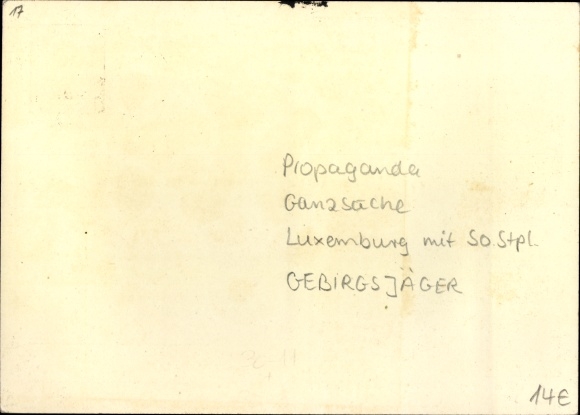 17
Propaganda
Ganzsache
Luxemburg mit So.Stpl.
GEBIRGSJÄGER
14€